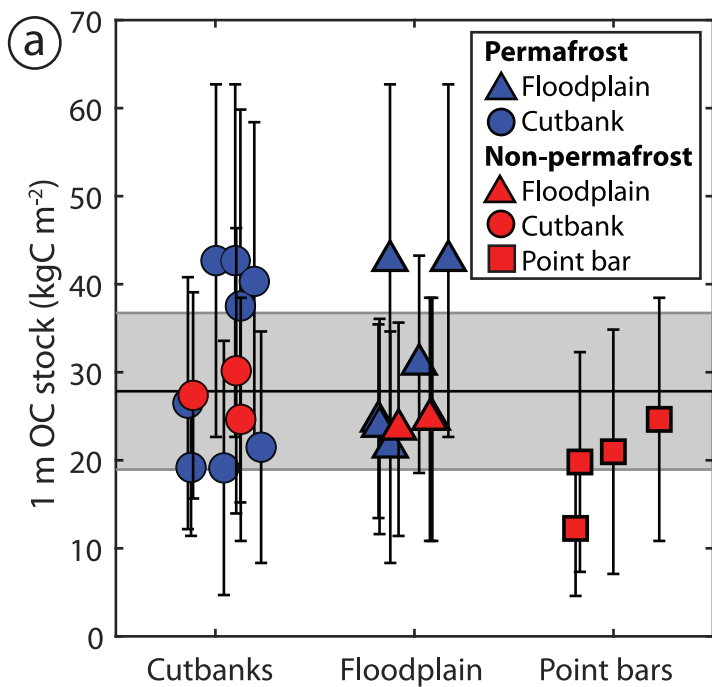 a
Permafrost
Floodplain
Cutbank
Non-permafrost
Floodplain
Cutbank
Point bar
1 m OC stock (kgC m⁻²)
70
60
50
40
30
20
10
0
Cutbanks Floodplain Point bars